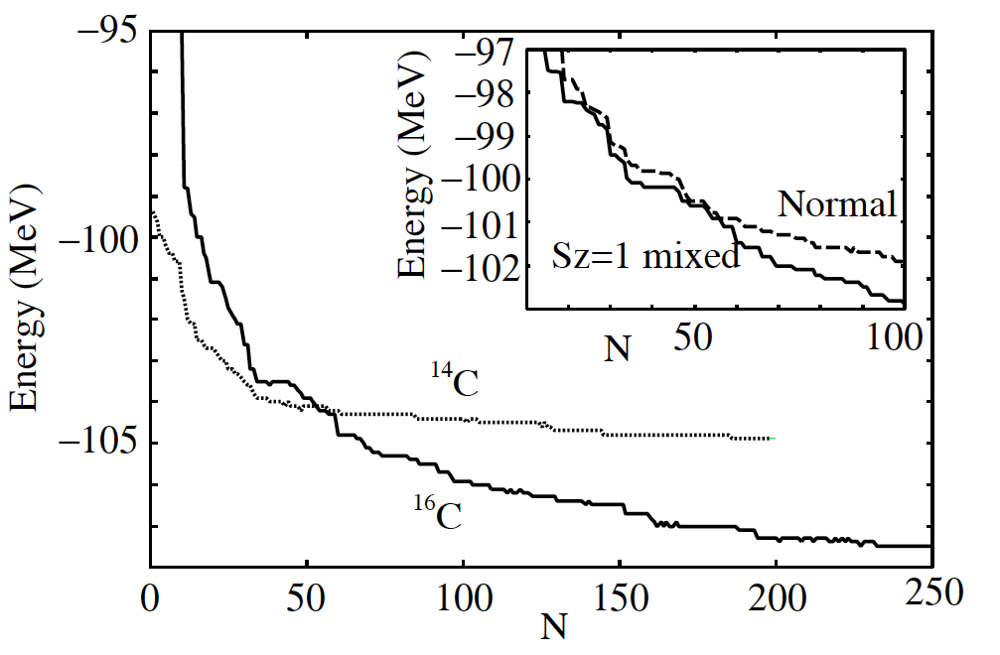 −95
−100
−105
Energy (MeV)
0
50
100
150
200
250
N
¹⁴C
¹⁶C
−97
−98
−99
−100
−101
−102
Energy (MeV)
Normal
Sz=1 mixed
N
50
100